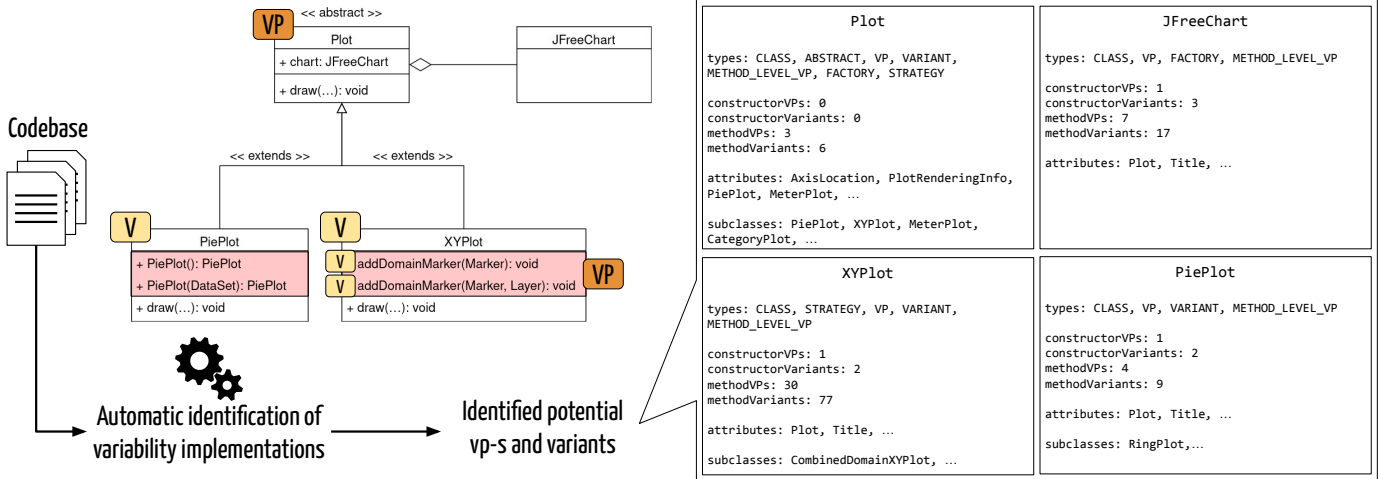 VP
<< abstract >>
Plot
+ chart: JFreeChart
+ draw(…): void
JFreeChart
Codebase
<< extends >>
<< extends >>
V
PiePlot
+ PiePlot(): PiePlot
+ PiePlot(DataSet): PiePlot
+ draw(…): void
V
XYPlot
V addDomainMarker(Marker): void
V addDomainMarker(Marker, Layer): void
VP
+ draw(…): void
Automatic identification of
variability implementations
Identified potential
vp-s and variants
Plot
types: CLASS, ABSTRACT, VP, VARIANT,
METHOD_LEVEL_VP, FACTORY, STRATEGY
constructorVPs: 0
constructorVariants: 0
methodVPs: 3
methodVariants: 6
attributes: AxisLocation, PlotRenderingInfo,
PiePlot, MeterPlot, …
subclasses: PiePlot, XYPlot, MeterPlot,
CategoryPlot, …
JFreeChart
types: CLASS, VP, FACTORY, METHOD_LEVEL_VP
constructorVPs: 1
constructorVariants: 3
methodVPs: 7
methodVariants: 17
attributes: Plot, Title, …
XYPlot
types: CLASS, STRATEGY, VP, VARIANT,
METHOD_LEVEL_VP
constructorVPs: 1
constructorVariants: 2
methodVPs: 30
methodVariants: 77
attributes: Plot, Title, …
subclasses: CombinedDomainXYPlot, …
PiePlot
types: CLASS, VP, VARIANT, METHOD_LEVEL_VP
constructorVPs: 1
constructorVariants: 2
methodVPs: 4
methodVariants: 9
attributes: Plot, Title, …
subclasses: RingPlot,…